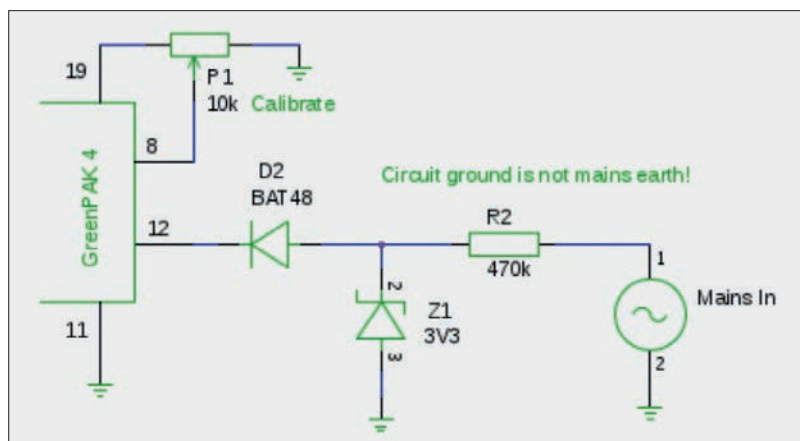 19
P1
10k Calibrate
8
D2
BAT48
Circuit ground is not mains earth!
GreenPAK 4
12
R2
470k
1
Mains In
2
Z1
3V3
3
2
11